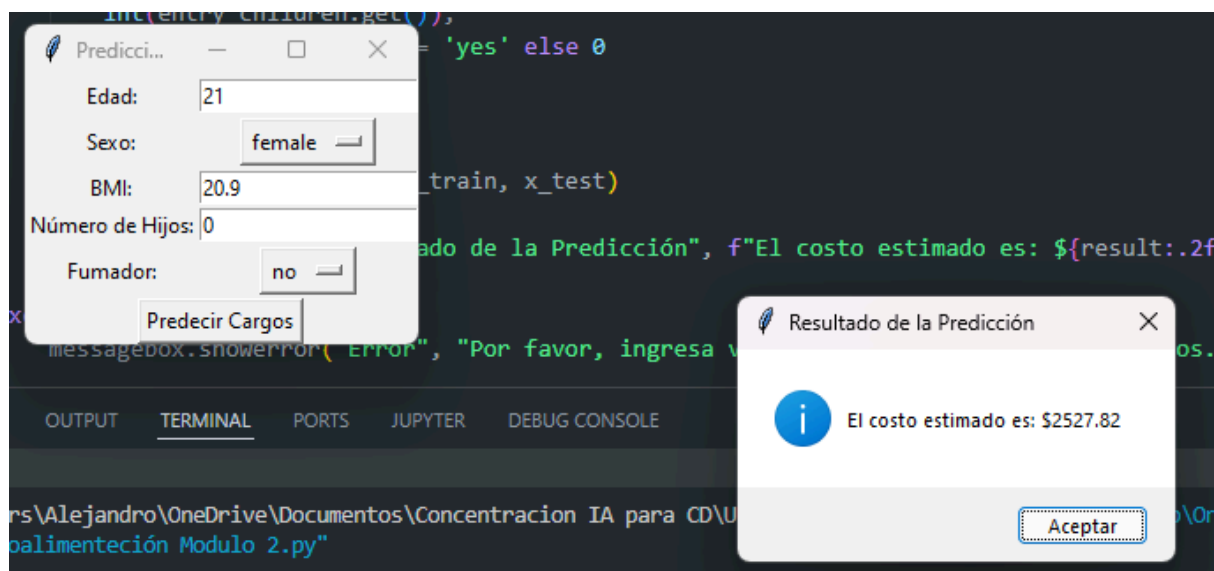 int(entry_children.get()),
= 'yes' else 0
Predicci...
Edad:
21
Sexo:
female
BMI:
20.9
Número de Hijos:
0
Fumador:
no
Predecir Cargos
_train, x_test)
ado de la Predicción", f"El costo estimado es: ${result:.2f
x
messagebox.showerror("Error", "Por favor, ingresa v
os.
Resultado de la Predicción
El costo estimado es: $2527.82
Aceptar
OUTPUT TERMINAL PORTS JUPYTER DEBUG CONSOLE
rs\Alejandro\OneDrive\Documentos\Concentracion IA para CD\U
\On
oalimenteción Modulo 2.py"